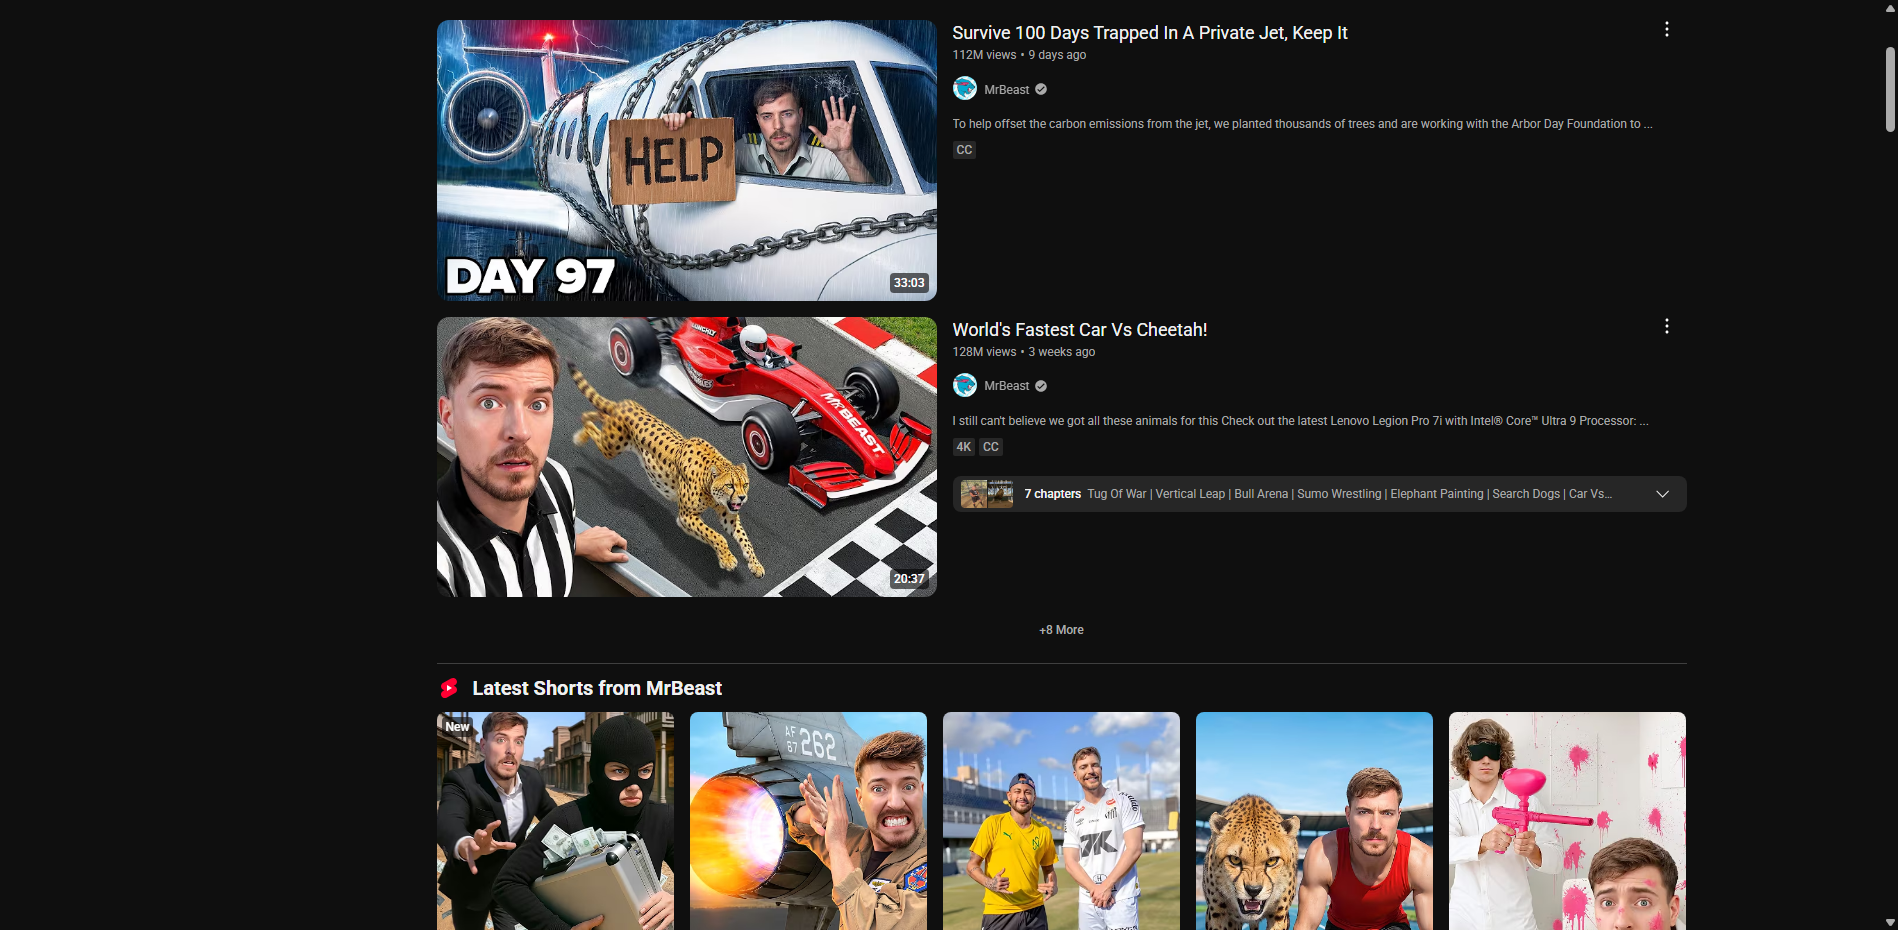 HELP
DAY 97
33:03
Survive 100 Days Trapped In A Private Jet, Keep It
112M views • 9 days ago
MrBeast
To help offset the carbon emissions from the jet, we planted thousands of trees and are working with the Arbor Day Foundation to ...
CC
LUNCHLY
2
MRBEAST
20:37
World's Fastest Car Vs Cheetah!
128M views • 3 weeks ago
MrBeast
I still can't believe we got all these animals for this Check out the latest Lenovo Legion Pro 7i with Intel® Core™ Ultra 9 Processor: ...
4K CC
7 chapters Tug Of War | Vertical Leap | Bull Arena | Sumo Wrestling | Elephant Painting | Search Dogs | Car Vs...
+8 More
Latest Shorts from MrBeast
New
AF
87 262
7K